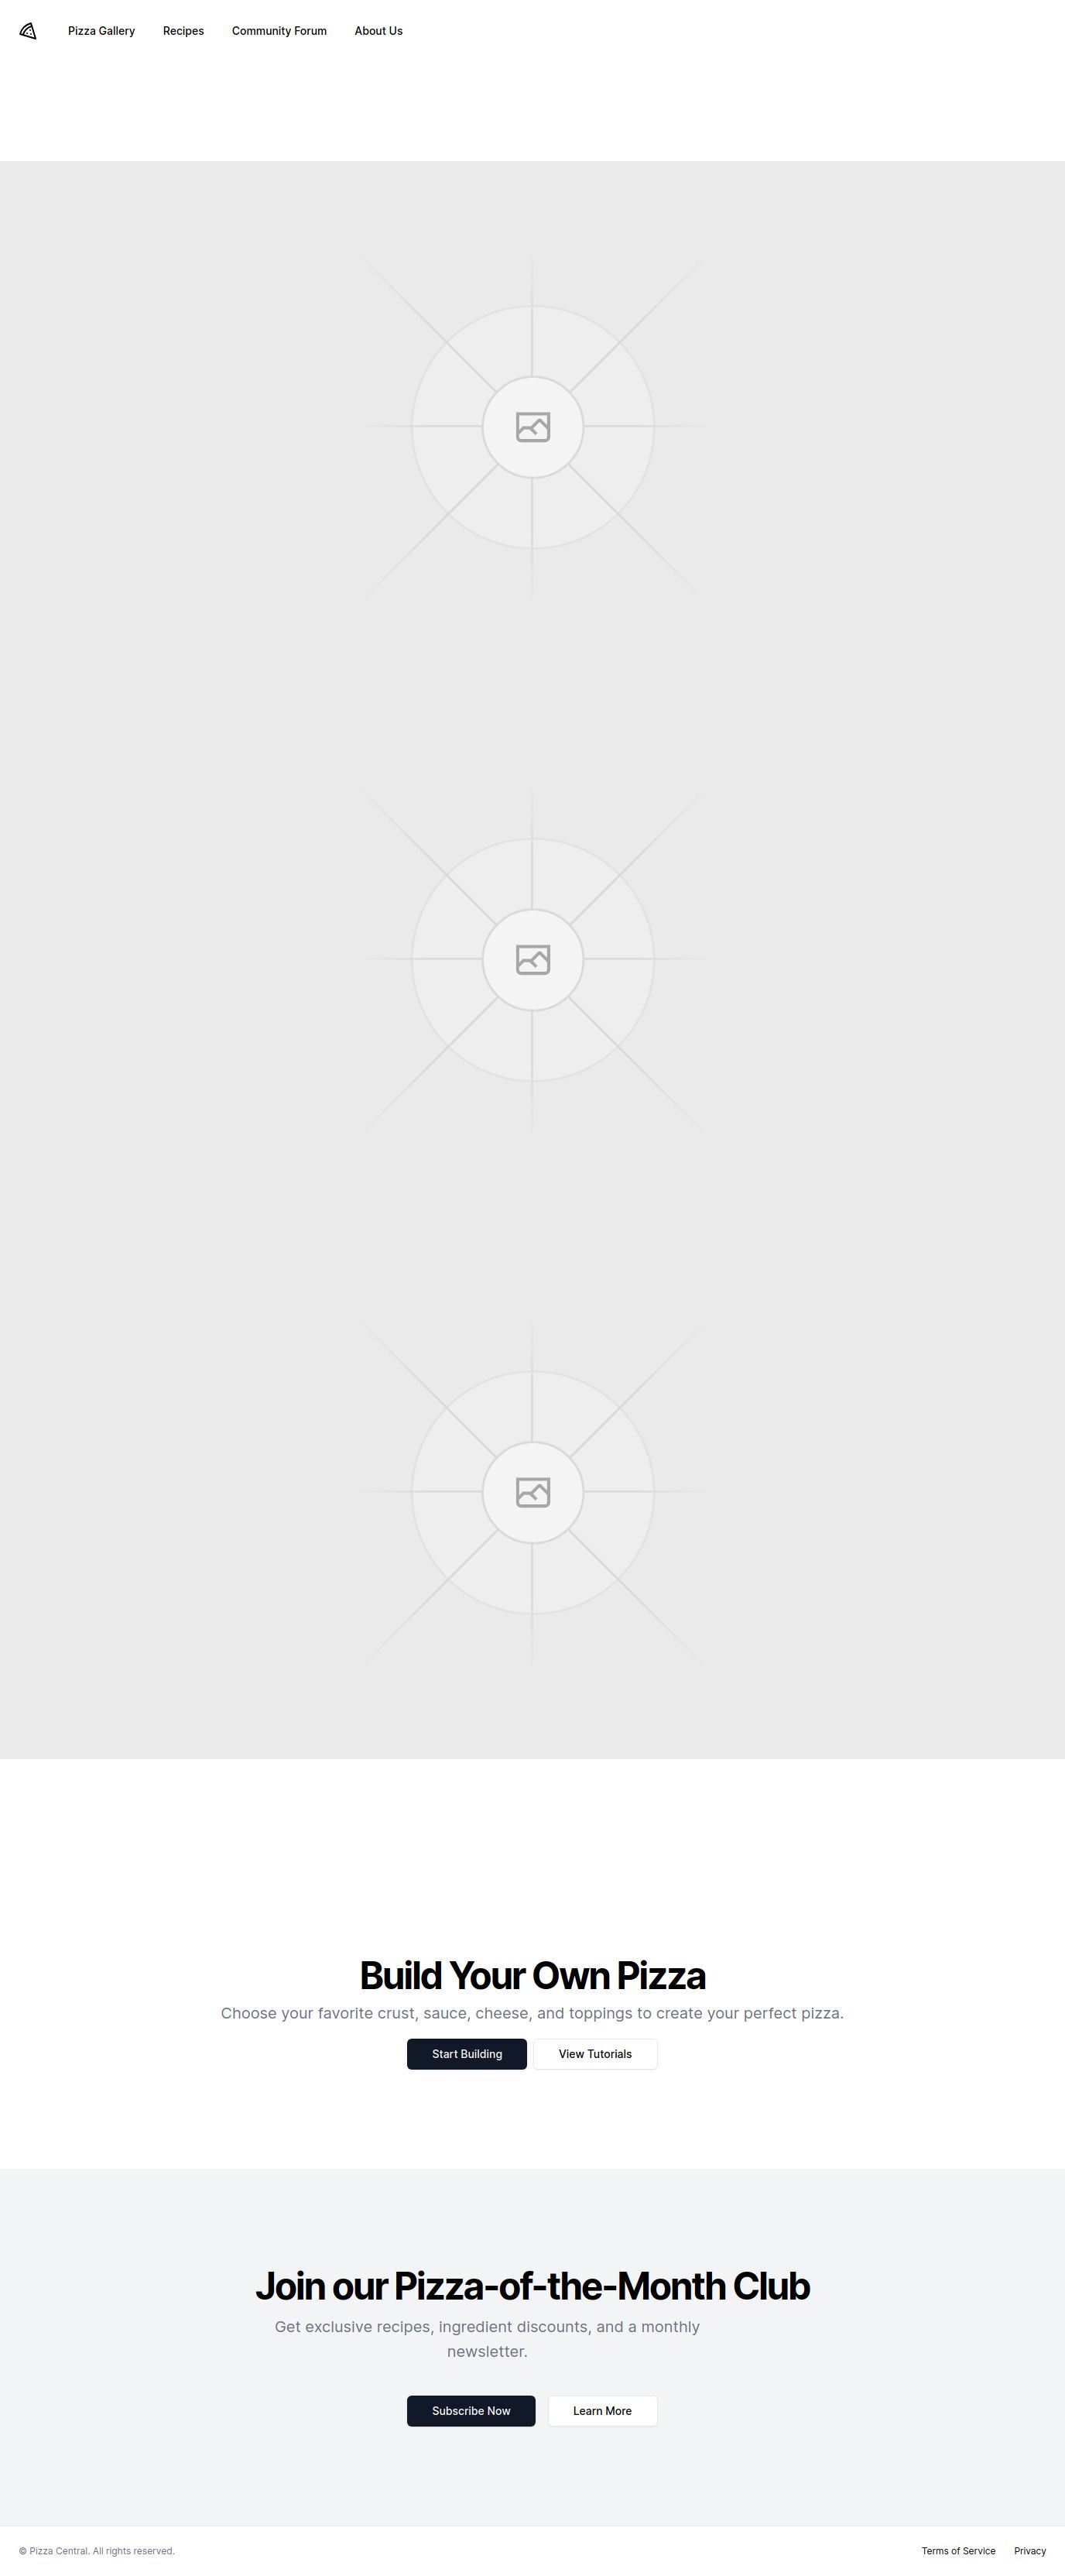 Pizza Gallery Recipes Community Forum About Us
Build Your Own Pizza
Choose your favorite crust, sauce, cheese, and toppings to create your perfect pizza.
Start Building View Tutorials
Join our Pizza-of-the-Month Club
Get exclusive recipes, ingredient discounts, and a monthly
newsletter.
Subscribe Now Learn More
© Pizza Central. All rights reserved. Terms of Service Privacy